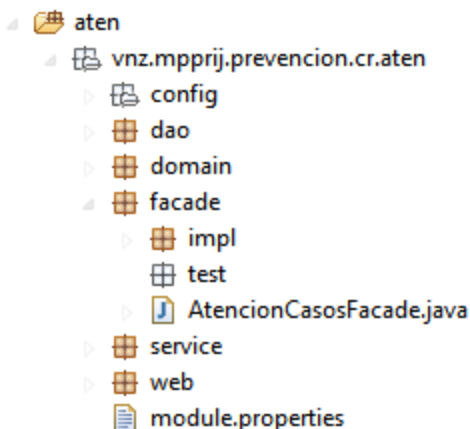 aten
vnz.mpprij.prevencion.cr.aten
config
dao
domain
facade
impl
test
AtencionCasosFacade.java
service
web
module.properties